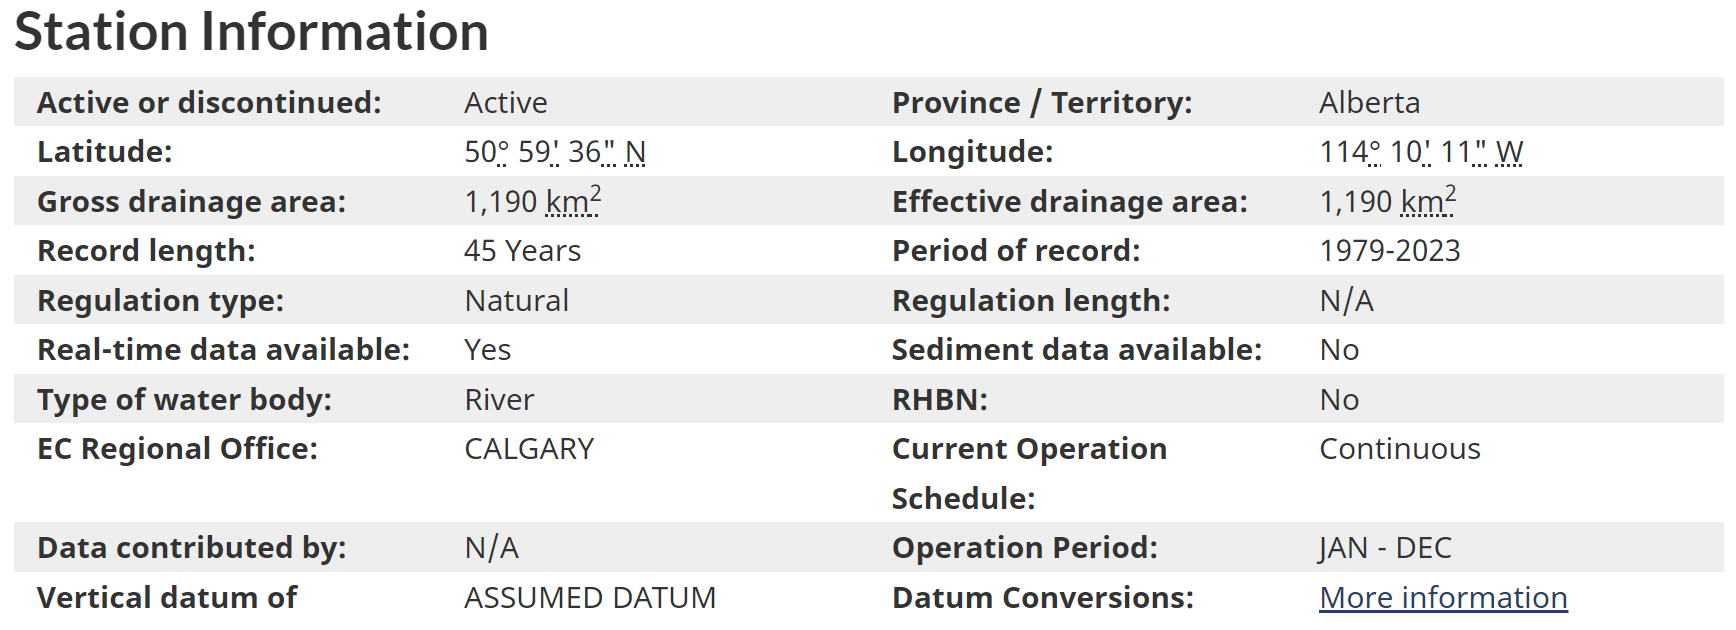 Station Information
Active or discontinued: Active Province / Territory: Alberta
Latitude: 50° 59' 36" N Longitude: 114° 10' 11" W
Gross drainage area: 1,190 km² Effective drainage area: 1,190 km²
Record length: 45 Years Period of record: 1979-2023
Regulation type: Natural Regulation length: N/A
Real-time data available: Yes Sediment data available: No
Type of water body: River RHBN: No
EC Regional Office: CALGARY Current Operation Continuous
Schedule:
Data contributed by: N/A Operation Period: JAN - DEC
Vertical datum of ASSUMED DATUM Datum Conversions: More information